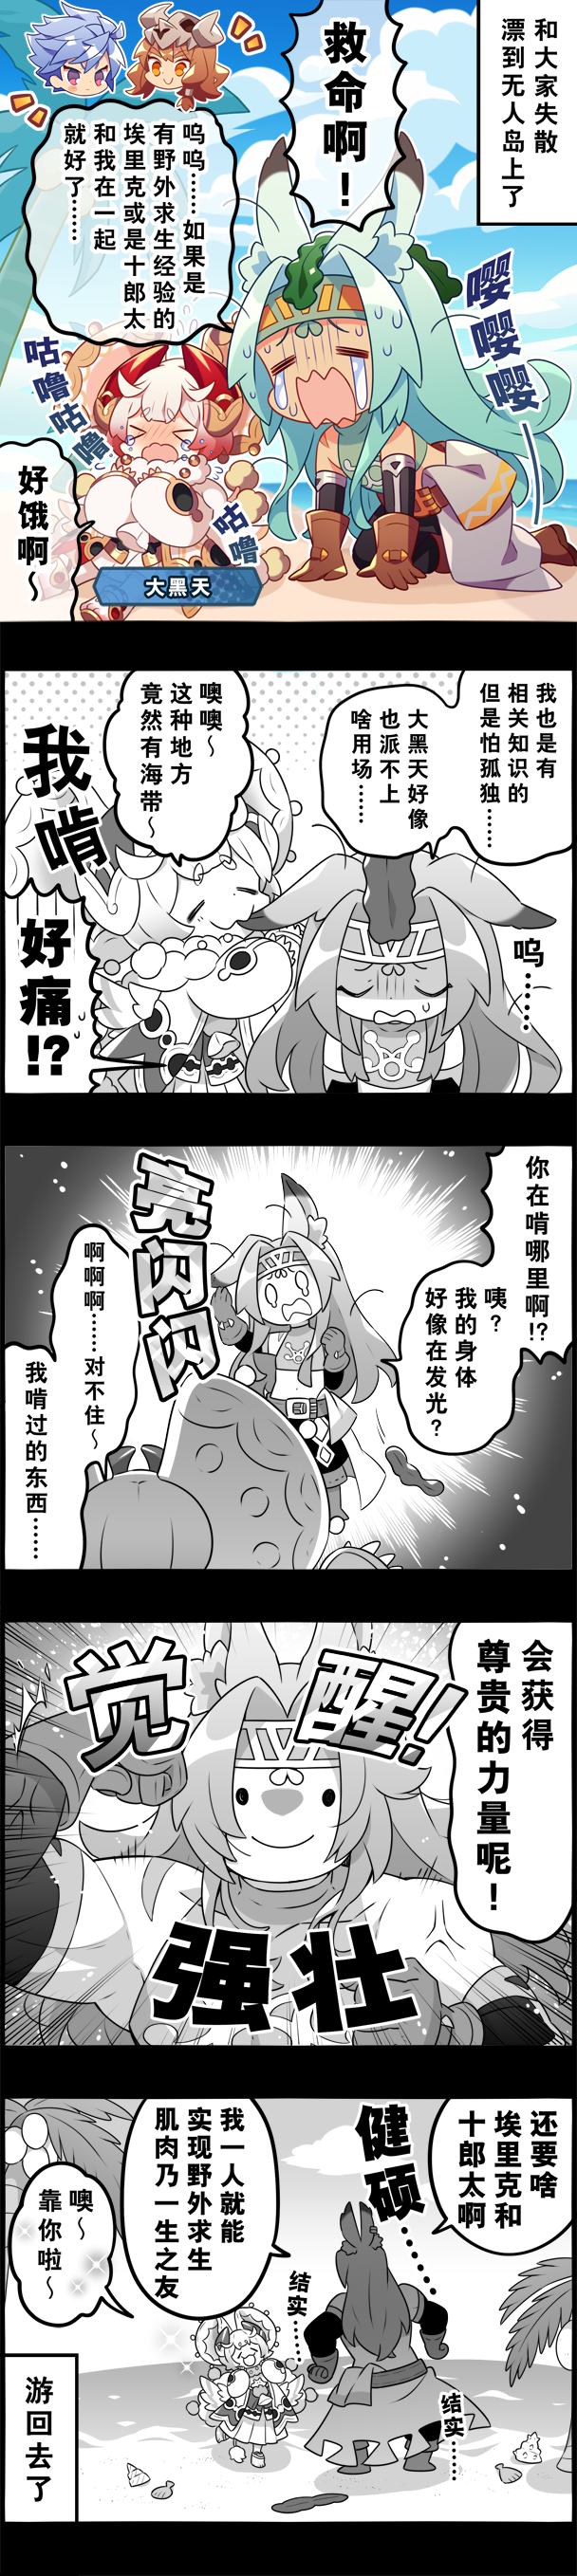 和大家失散
漂到无人岛上了
救命啊！
呜呜……如果是
有野外求生经验的
埃里克或是十郎太
和我在一起
就好了……
嘤嘤嘤
咕噜咕噜
咕噜
好饿啊～
大黑天
我也是有
相关知识的
但是怕孤独……
大黑天好像
也派不上
啥用场……
噢噢～
这种地方
竟然有海带～
我啃
好痛!?
呜……
你在啃哪里啊!?
咦？
我的身体
好像在发光？
亮闪闪
啊啊啊……对不住～
我啃过的东西……
会获得
尊贵的力量呢！
觉醒！
强壮
还要啥
埃里克和
十郎太啊
健硕……
我一人就能
实现野外求生
肌肉乃一生之友
噢～
靠你啦～
结实……
结实……
游回去了